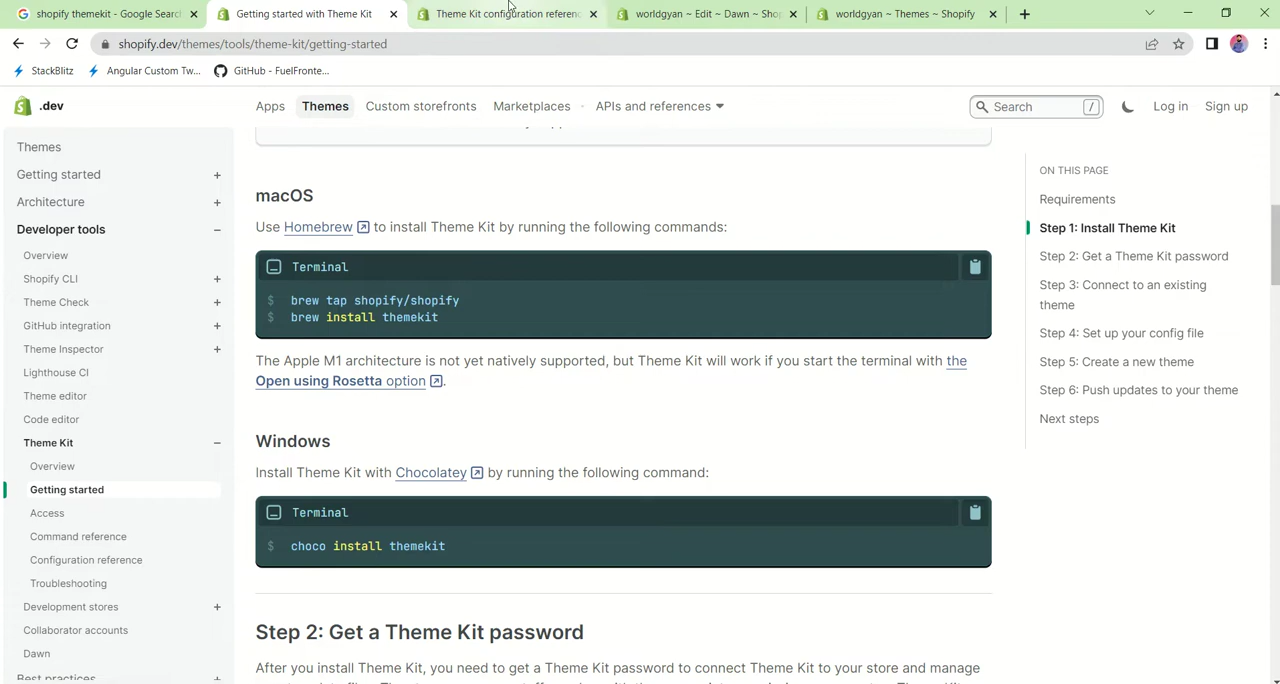 shopify themekit - Google Searc
Getting started with Theme Kit
Theme Kit configuration referenc
worldgyan ~ Edit ~ Dawn ~ Shop
worldgyan ~ Themes ~ Shopify
shopify.dev/themes/tools/theme-kit/getting-started
StackBlitz
Angular Custom Tw...
GitHub - FuelFronte...
.dev
Apps
Themes
Custom storefronts
Marketplaces
APIs and references
Search /
Log in
Sign up
Themes
Getting started +
Architecture +
Developer tools −
Overview
Shopify CLI +
Theme Check +
GitHub integration +
Theme Inspector +
Lighthouse CI
Theme editor
Code editor
Theme Kit −
Overview
Getting started
Access
Command reference
Configuration reference
Troubleshooting
Development stores +
Collaborator accounts
Dawn
Best practices +
macOS
Use Homebrew to install Theme Kit by running the following commands:
Terminal
$ brew tap shopify/shopify
$ brew install themekit
The Apple M1 architecture is not yet natively supported, but Theme Kit will work if you start the terminal with the
Open using Rosetta option.
Windows
Install Theme Kit with Chocolatey by running the following command:
Terminal
$ choco install themekit
Step 2: Get a Theme Kit password
After you install Theme Kit, you need to get a Theme Kit password to connect Theme Kit to your store and manage
ON THIS PAGE
Requirements
Step 1: Install Theme Kit
Step 2: Get a Theme Kit password
Step 3: Connect to an existing
theme
Step 4: Set up your config file
Step 5: Create a new theme
Step 6: Push updates to your theme
Next steps